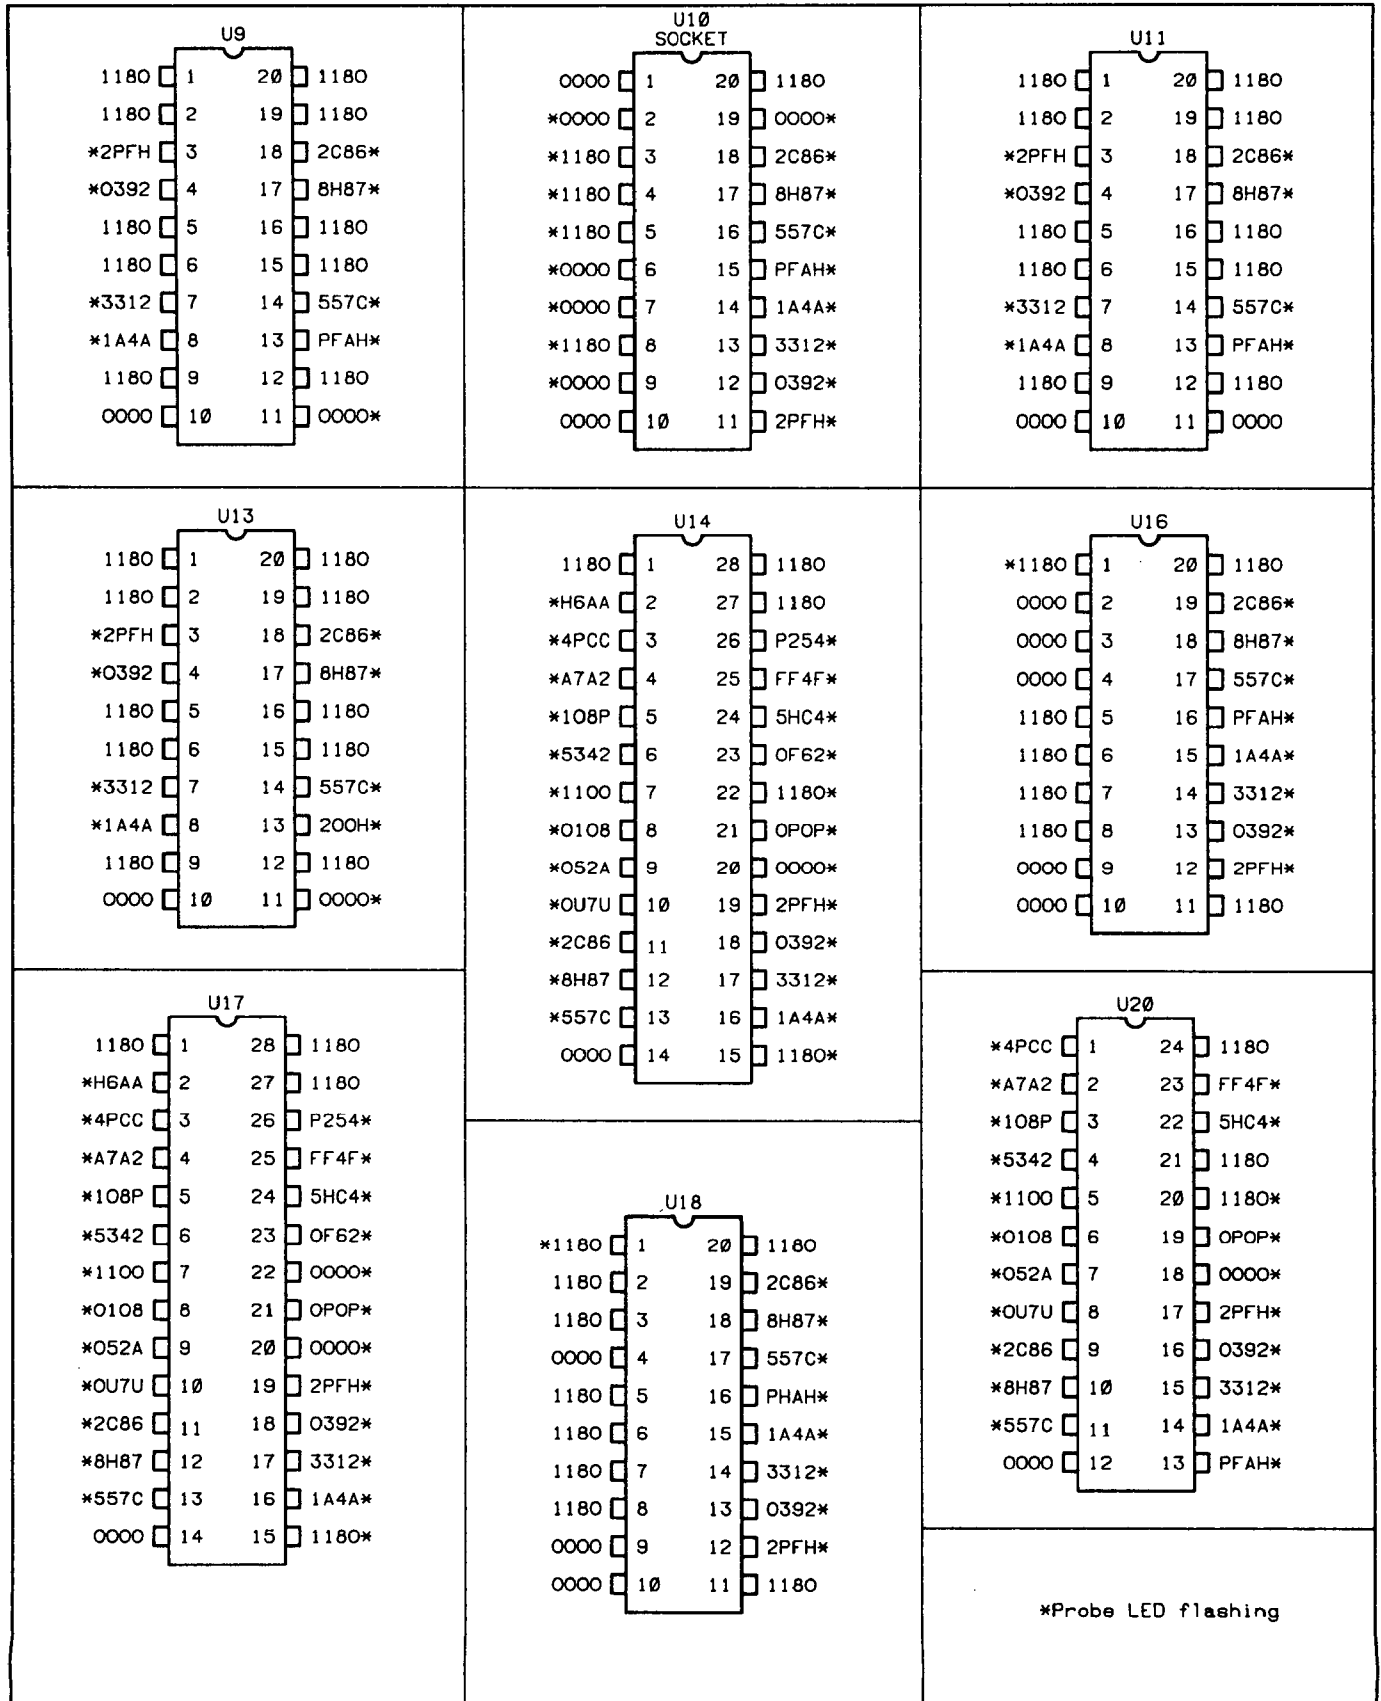 U9
1180 1 20 1180
1180 2 19 1180
*2PFH 3 18 2C86*
*0392 4 17 8H87*
1180 5 16 1180
1180 6 15 1180
*3312 7 14 557C*
*1A4A 8 13 PFAH*
1180 9 12 1180
0000 10 11 0000*
U10
SOCKET
0000 1 20 1180
*0000 2 19 0000*
*1180 3 18 2C86*
*1180 4 17 8H87*
*1180 5 16 557C*
*0000 6 15 PFAH*
*0000 7 14 1A4A*
*1180 8 13 3312*
*0000 9 12 0392*
0000 10 11 2PFH*
U11
1180 1 20 1180
1180 2 19 1180
*2PFH 3 18 2C86*
*0392 4 17 8H87*
1180 5 16 1180
1180 6 15 1180
*3312 7 14 557C*
*1A4A 8 13 PFAH*
1180 9 12 1180
0000 10 11 0000
U13
1180 1 20 1180
1180 2 19 1180
*2PFH 3 18 2C86*
*0392 4 17 8H87*
1180 5 16 1180
1180 6 15 1180
*3312 7 14 557C*
*1A4A 8 13 200H*
1180 9 12 1180
0000 10 11 0000*
U14
1180 1 28 1180
*H6AA 2 27 1180
*4PCC 3 26 P254*
*A7A2 4 25 FF4F*
*108P 5 24 5HC4*
*5342 6 23 0F62*
*1100 7 22 1180*
*0108 8 21 0P0P*
*052A 9 20 0000*
*0U7U 10 19 2PFH*
*2C86 11 18 0392*
*8H87 12 17 3312*
*557C 13 16 1A4A*
0000 14 15 1180*
U16
*1180 1 20 1180
0000 2 19 2C86*
0000 3 18 8H87*
0000 4 17 557C*
1180 5 16 PFAH*
1180 6 15 1A4A*
1180 7 14 3312*
1180 8 13 0392*
0000 9 12 2PFH*
0000 10 11 1180
U17
1180 1 28 1180
*H6AA 2 27 1180
*4PCC 3 26 P254*
*A7A2 4 25 FF4F*
*108P 5 24 5HC4*
*5342 6 23 0F62*
*1100 7 22 0000*
*0108 8 21 0P0P*
*052A 9 20 0000*
*0U7U 10 19 2PFH*
*2C86 11 18 0392*
*8H87 12 17 3312*
*557C 13 16 1A4A*
0000 14 15 1180*
U18
*1180 1 20 1180
1180 2 19 2C86*
1180 3 18 8H87*
0000 4 17 557C*
1180 5 16 PHAH*
1180 6 15 1A4A*
1180 7 14 3312*
1180 8 13 0392*
0000 9 12 2PFH*
0000 10 11 1180
U20
*4PCC 1 24 1180
*A7A2 2 23 FF4F*
*108P 3 22 5HC4*
*5342 4 21 1180
*1100 5 20 1180*
*0108 6 19 0P0P*
*052A 7 18 0000*
*0U7U 8 17 2PFH*
*2C86 9 16 0392*
*8H87 10 15 3312*
*557C 11 14 1A4A*
0000 12 13 PFAH*
*Probe LED flashing